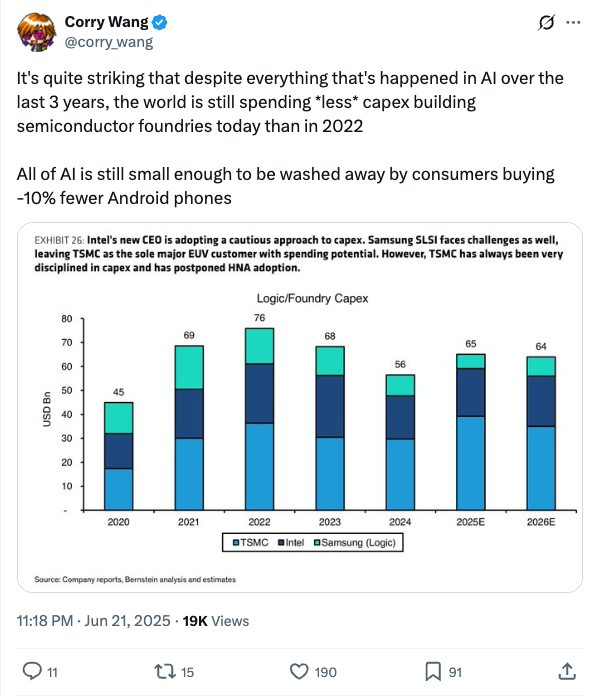 Corry Wang
@corry_wang
It's quite striking that despite everything that's happened in AI over the
last 3 years, the world is still spending *less* capex building
semiconductor foundries today than in 2022
All of AI is still small enough to be washed away by consumers buying
-10% fewer Android phones
EXHIBIT 26: Intel's new CEO is adopting a cautious approach to capex. Samsung SLSI faces challenges as well,
leaving TSMC as the sole major EUV customer with spending potential. However, TSMC has always been very
disciplined in capex and has postponed HNA adoption.
Logic/Foundry Capex
80
70
60
50
40
30
20
10
-
USD Bn
45
69
76
68
56
65
64
2020
2021
2022
2023
2024
2025E
2026E
TSMC
Intel
Samsung (Logic)
Source: Company reports, Bernstein analysis and estimates
11:18 PM · Jun 21, 2025 · 19K Views
11
15
190
91